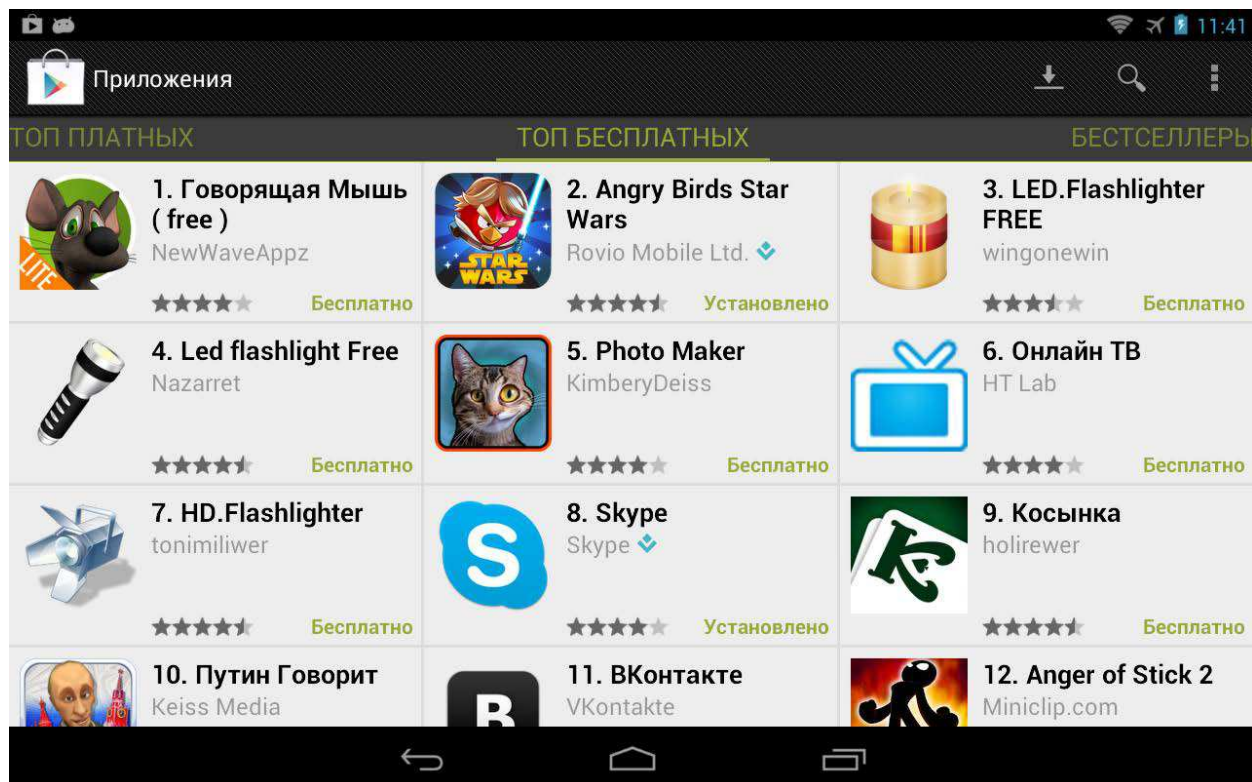 11:41
Приложения
ТОП ПЛАТНЫХ
ТОП БЕСПЛАТНЫХ
БЕСТСЕЛЛЕРЫ
1. Говорящая Мышь
( free )
NewWaveAppz
LITE
Бесплатно
2. Angry Birds Star
Wars
Rovio Mobile Ltd.
STAR
WARS
Установлено
3. LED.Flashlighter
FREE
wingonewin
Бесплатно
4. Led flashlight Free
Nazarret
Бесплатно
5. Photo Maker
KimberyDeiss
Бесплатно
6. Онлайн ТВ
HT Lab
Бесплатно
7. HD.Flashlighter
tonimiliwer
Бесплатно
8. Skype
Skype
S
Установлено
9. Косынка
holirewer
K
Бесплатно
10. Путин Говорит
Keiss Media
11. ВКонтакте
VKontakte
B
12. Anger of Stick 2
Miniclip.com